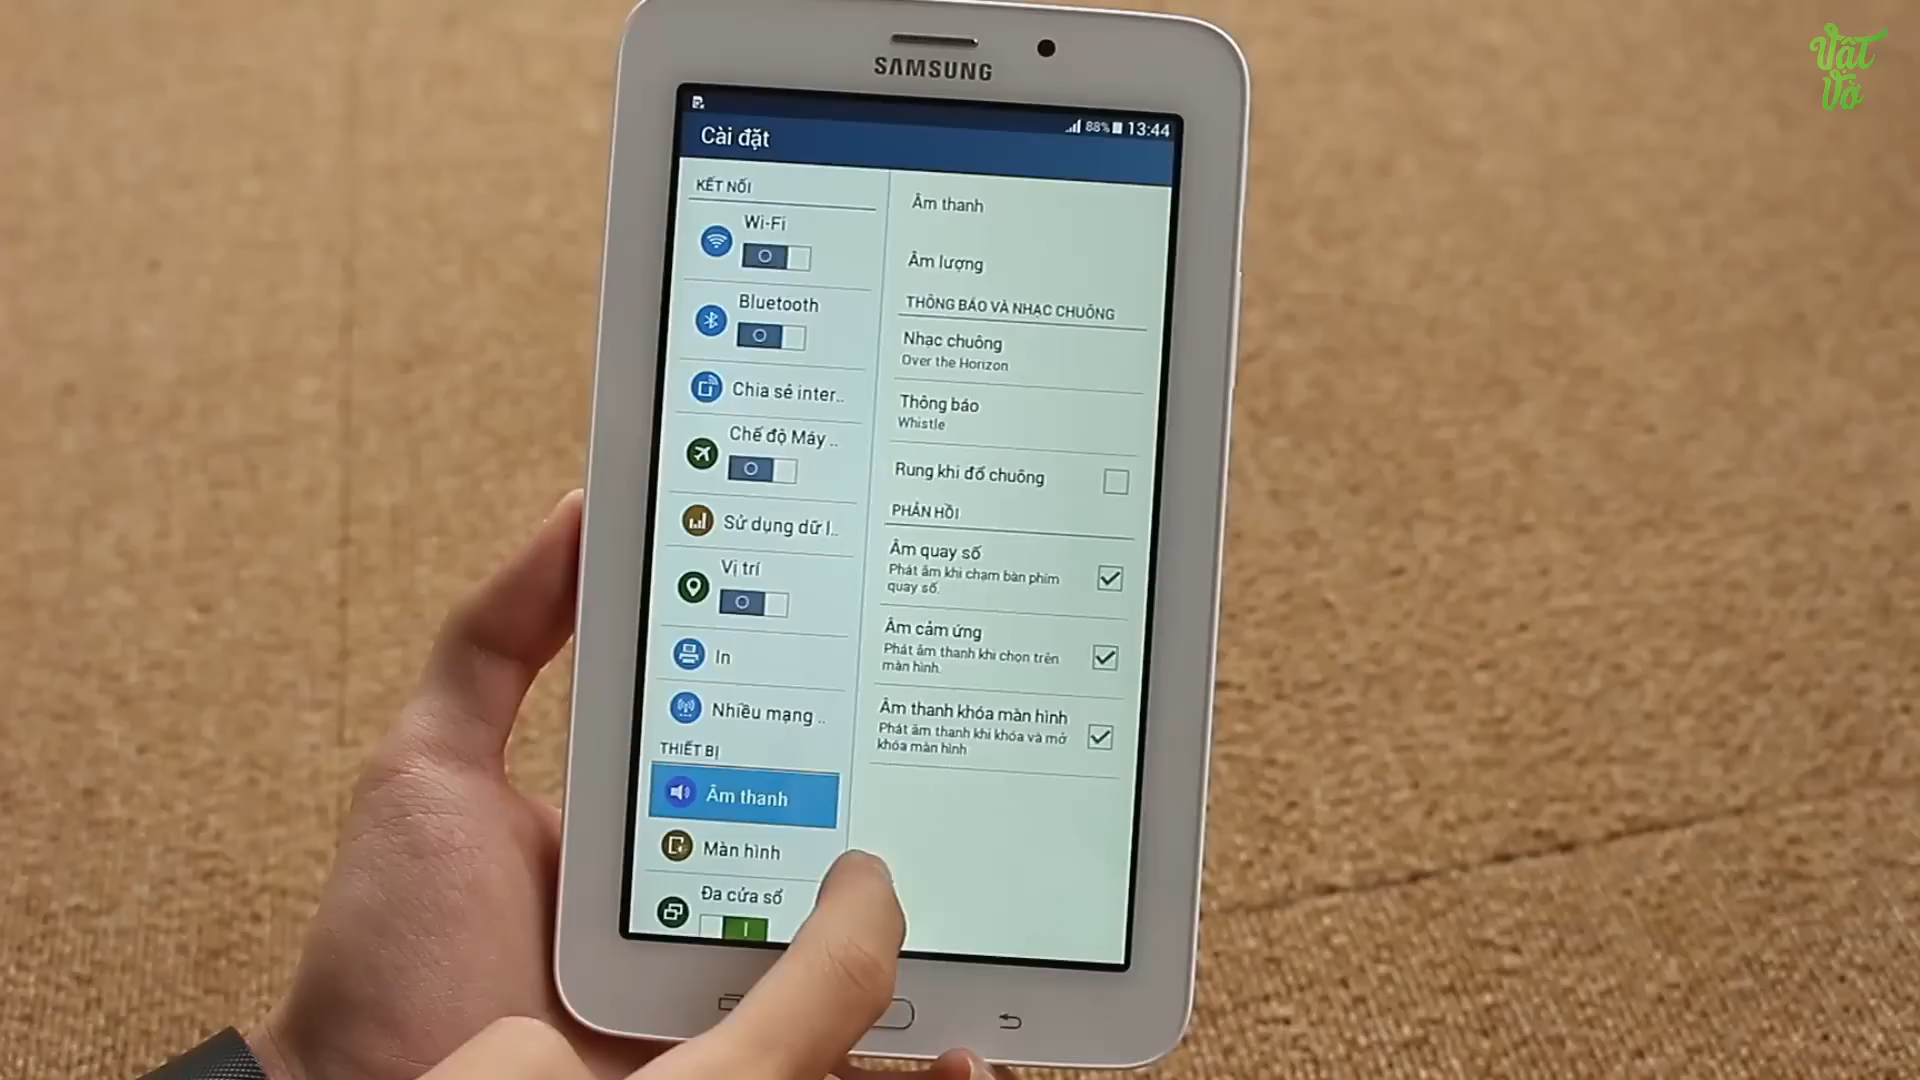 Vật
Vờ
SAMSUNG
88% 13:44
Cài đặt
KẾT NỐI
Wi-Fi
Bluetooth
Chia sẻ inter..
Chế độ Máy ..
Sử dụng dữ l..
Vị trí
In
Nhiều mạng ..
THIẾT BỊ
Âm thanh
Màn hình
Đa cửa sổ
Âm thanh
Âm lượng
THÔNG BÁO VÀ NHẠC CHUÔNG
Nhạc chuông
Over the Horizon
Thông báo
Whistle
Rung khi đổ chuông
PHẢN HỒI
Âm quay số
Phát âm khi chạm bàn phím
quay số.
Âm cảm ứng
Phát âm thanh khi chọn trên
màn hình.
Âm thanh khóa màn hình
Phát âm thanh khi khóa và mở
khóa màn hình